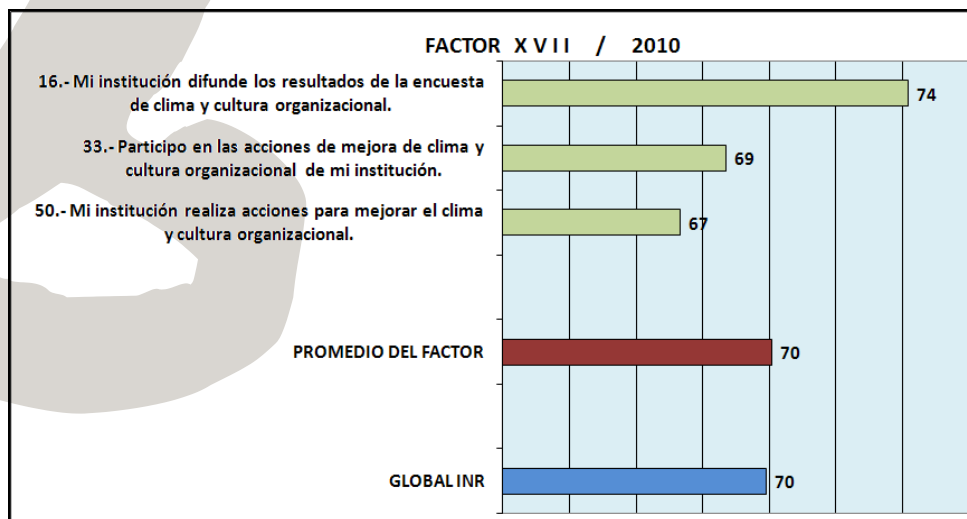 FACTOR X V I I / 2010
16.- Mi institución difunde los resultados de la encuesta
de clima y cultura organizacional.
74
33.- Participo en las acciones de mejora de clima y
cultura organizacional de mi institución.
69
50.- Mi institución realiza acciones para mejorar el clima
y cultura organizacional.
67
PROMEDIO DEL FACTOR
70
GLOBAL INR
70